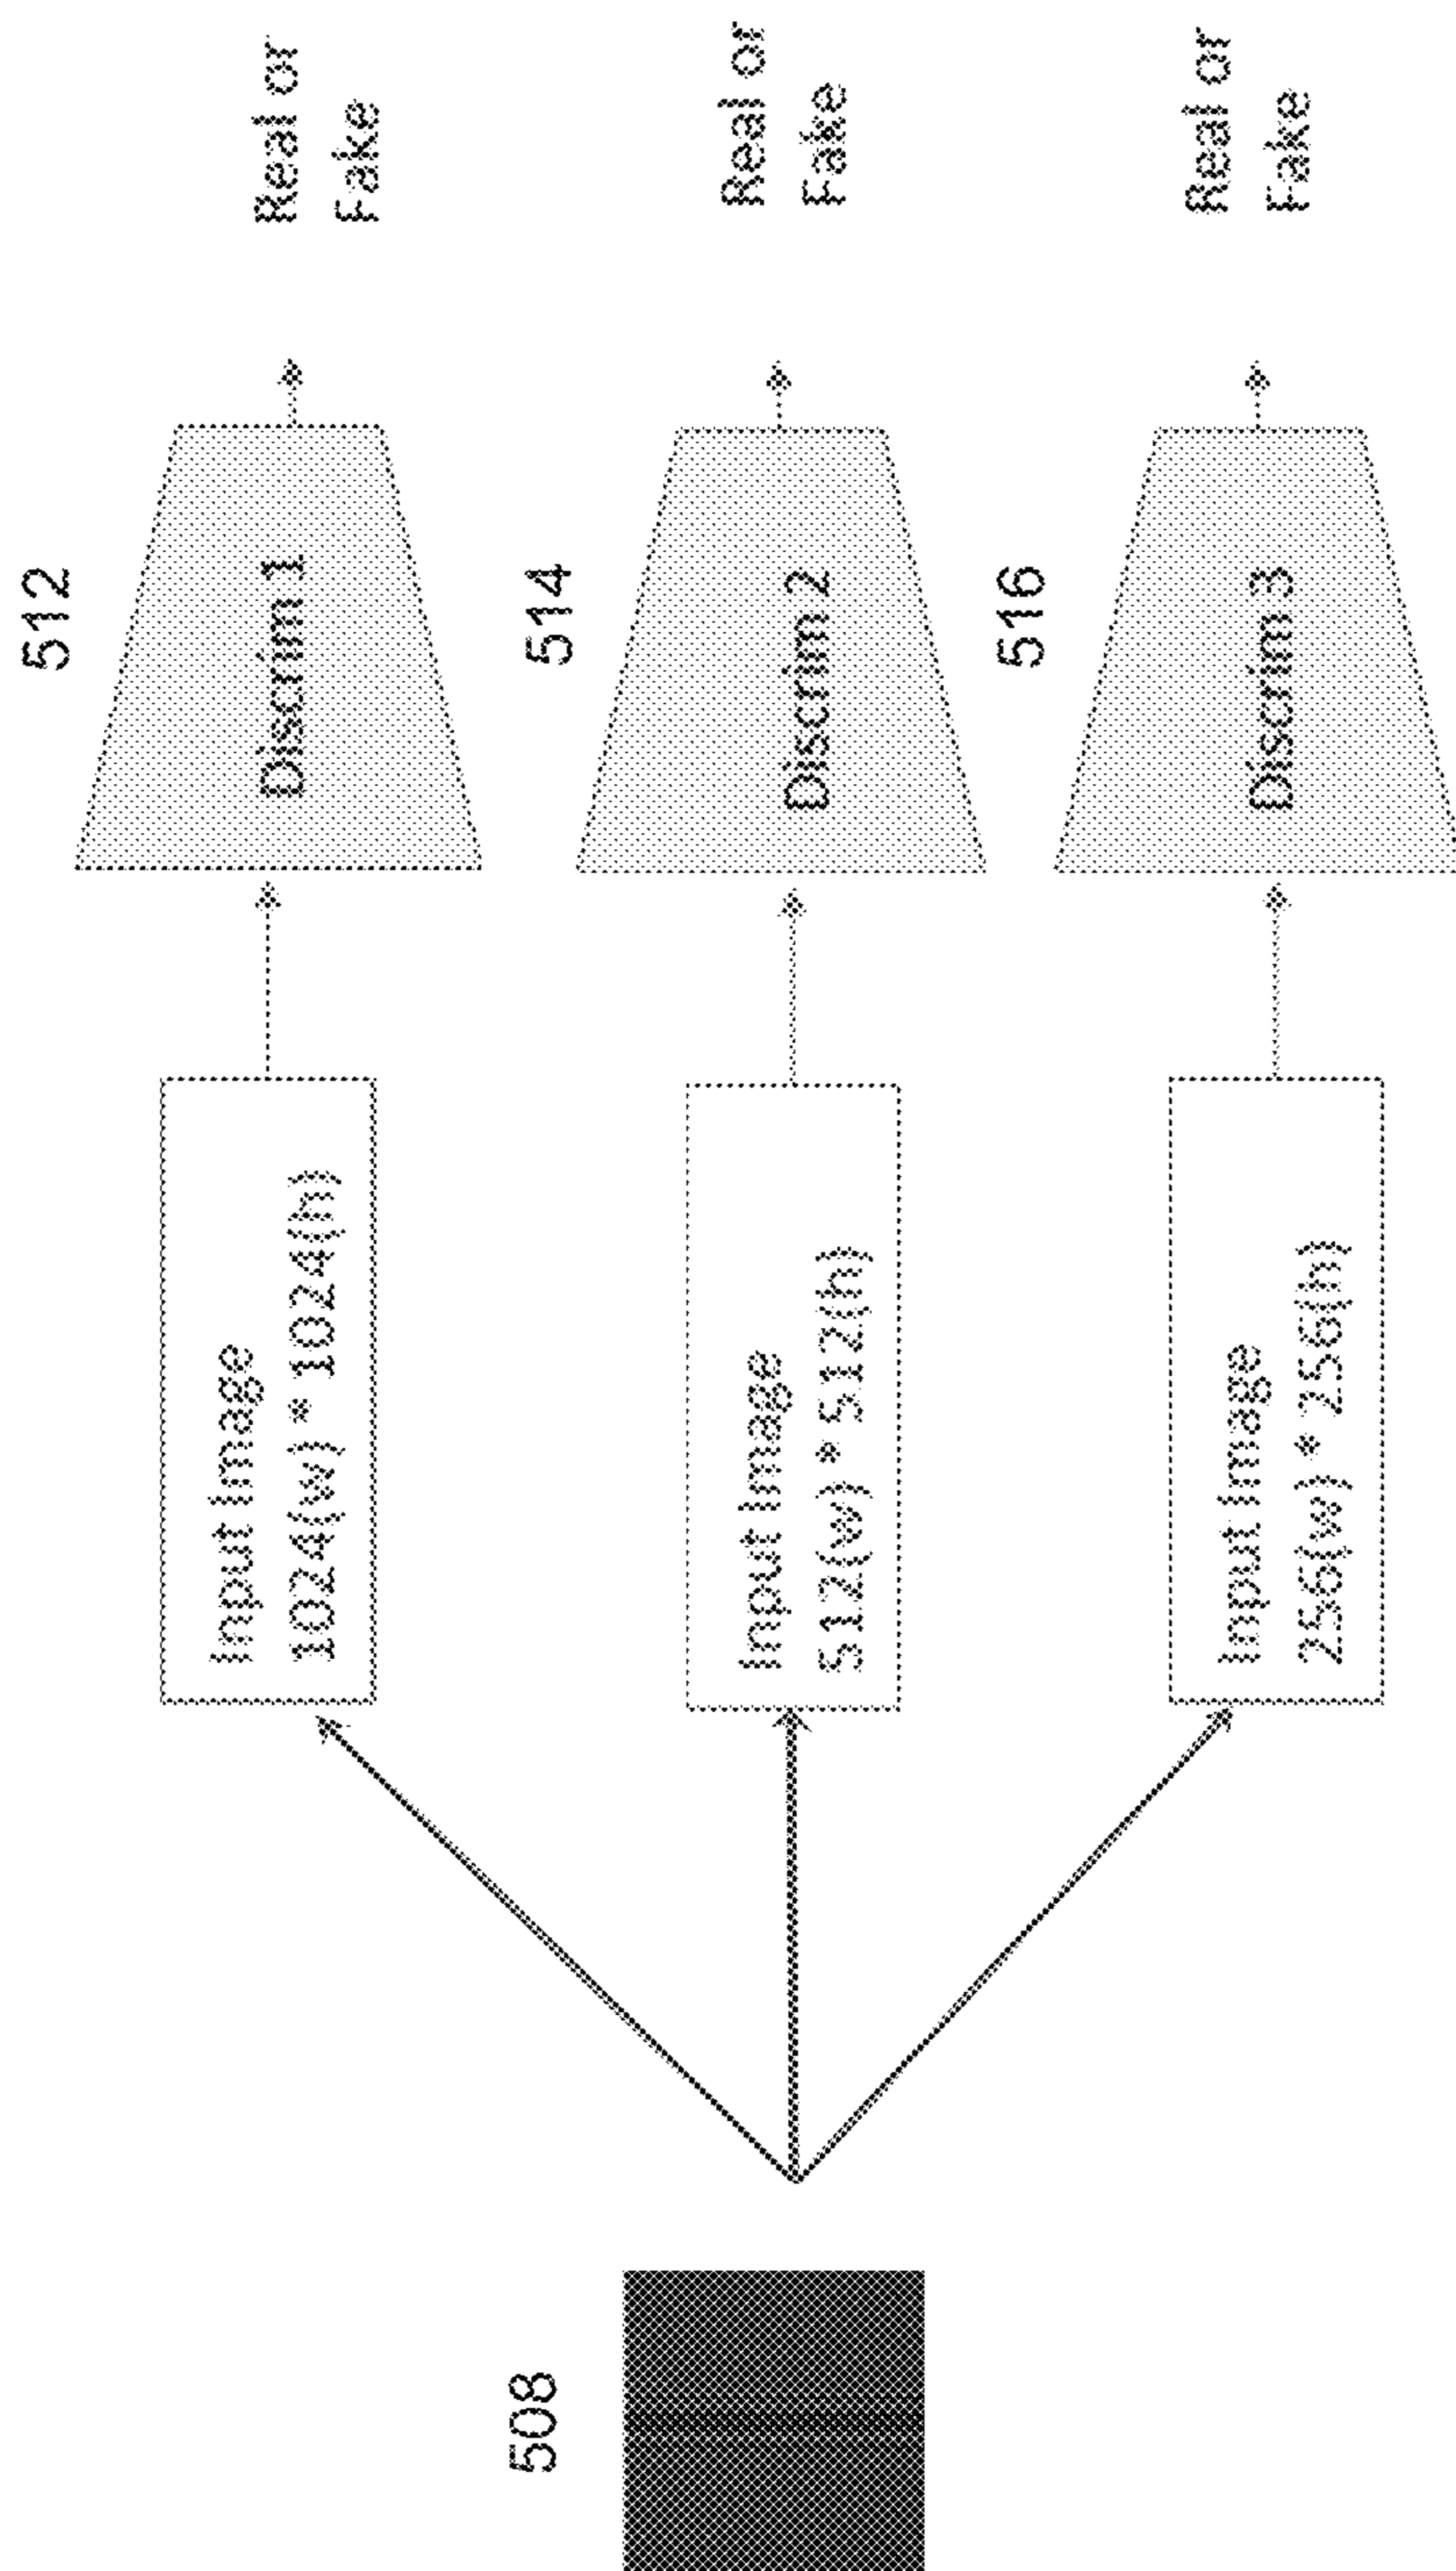 512
Input Image
1024(w) * 1024(h)
Discrim 1
Real or
Fake
508
514
Input Image
512(w) * 512(h)
Discrim 2
Real or
Fake
516
Input Image
256(w) * 256(h)
Discrim 3
Real or
Fake